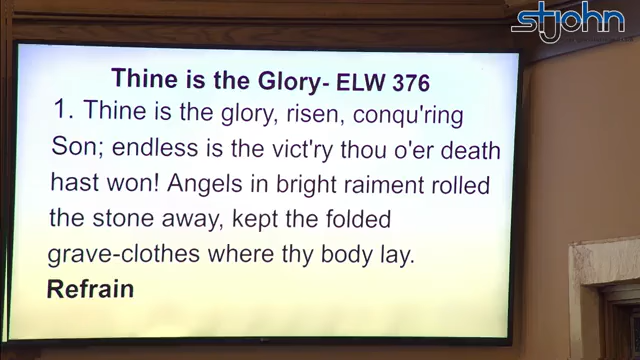 stjohn
Thine is the Glory- ELW 376
1. Thine is the glory, risen, conqu'ring
Son; endless is the vict'ry thou o'er death
hast won! Angels in bright raiment rolled
the stone away, kept the folded
grave-clothes where thy body lay.
Refrain